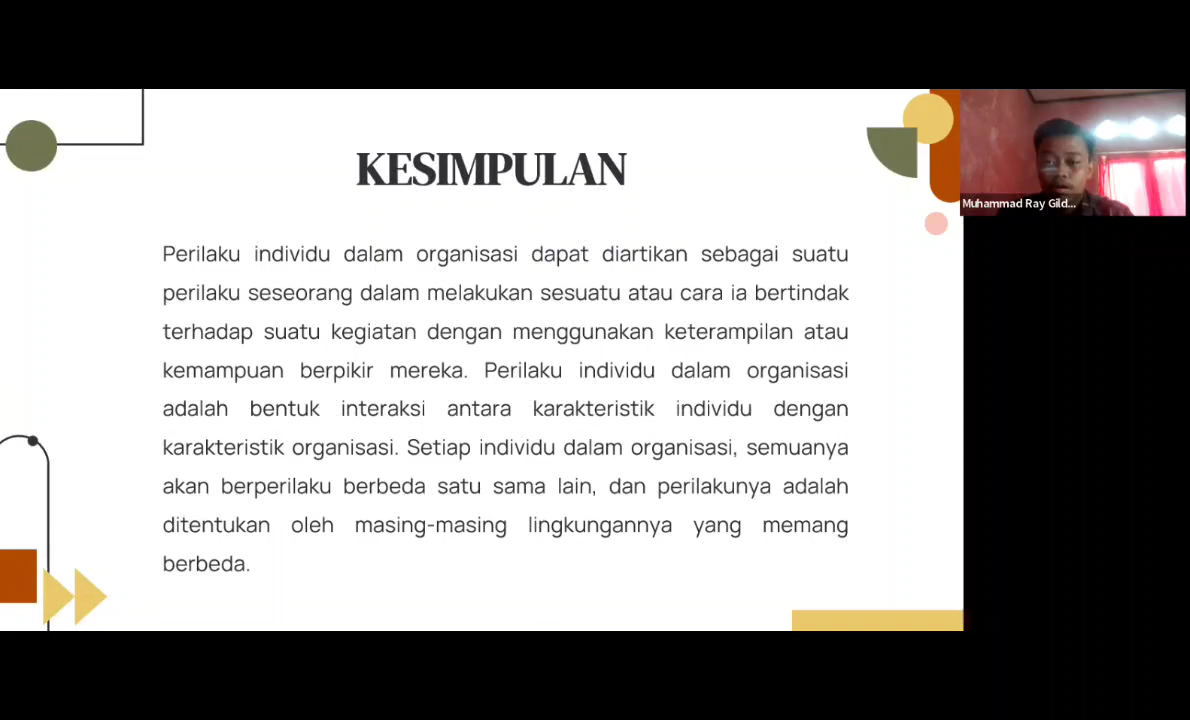 KESIMPULAN
Muhammad Ray Gild...
Perilaku individu dalam organisasi dapat diartikan sebagai suatu
perilaku seseorang dalam melakukan sesuatu atau cara ia bertindak
terhadap suatu kegiatan dengan menggunakan keterampilan atau
kemampuan berpikir mereka. Perilaku individu dalam organisasi
adalah bentuk interaksi antara karakteristik individu dengan
karakteristik organisasi. Setiap individu dalam organisasi, semuanya
akan berperilaku berbeda satu sama lain, dan perilakunya adalah
ditentukan oleh masing-masing lingkungannya yang memang
berbeda.